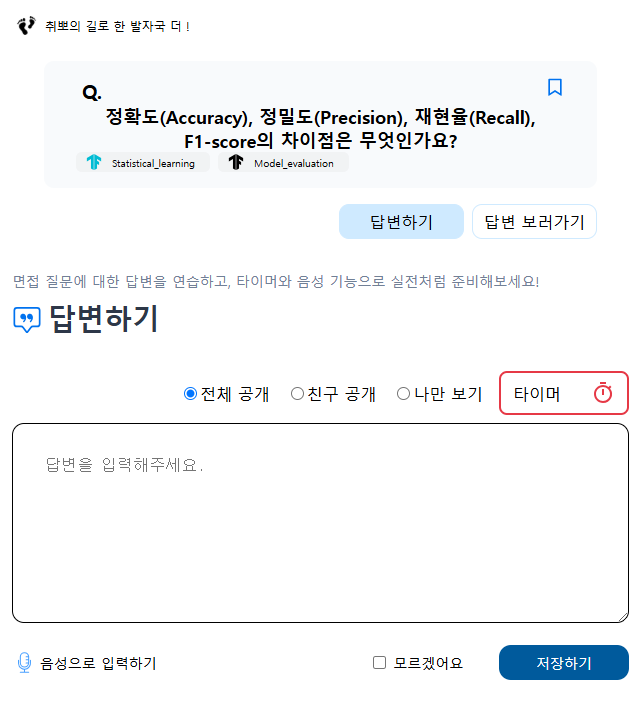 취뽀의 길로 한 발자국 더 !
Q.
정확도(Accuracy), 정밀도(Precision), 재현율(Recall),
F1-score의 차이점은 무엇인가요?
Statistical_learning Model_evaluation
답변하기 답변 보러가기
면접 질문에 대한 답변을 연습하고, 타이머와 음성 기능으로 실전처럼 준비해보세요!
답변하기
전체 공개 친구 공개 나만 보기 타이머
답변을 입력해주세요.
음성으로 입력하기 모르겠어요 저장하기